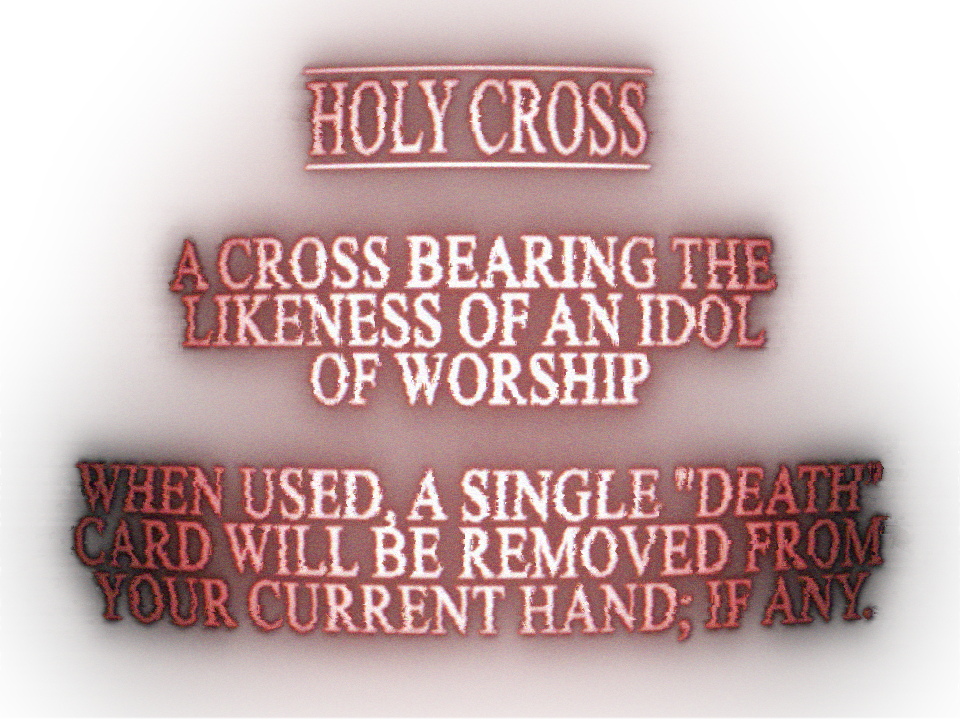 HOLY CROSS
A CROSS BEARING THE
LIKENESS OF AN IDOL
OF WORSHIP
WHEN USED, A SINGLE "DEATH"
CARD WILL BE REMOVED FROM
YOUR CURRENT HAND; IF ANY.